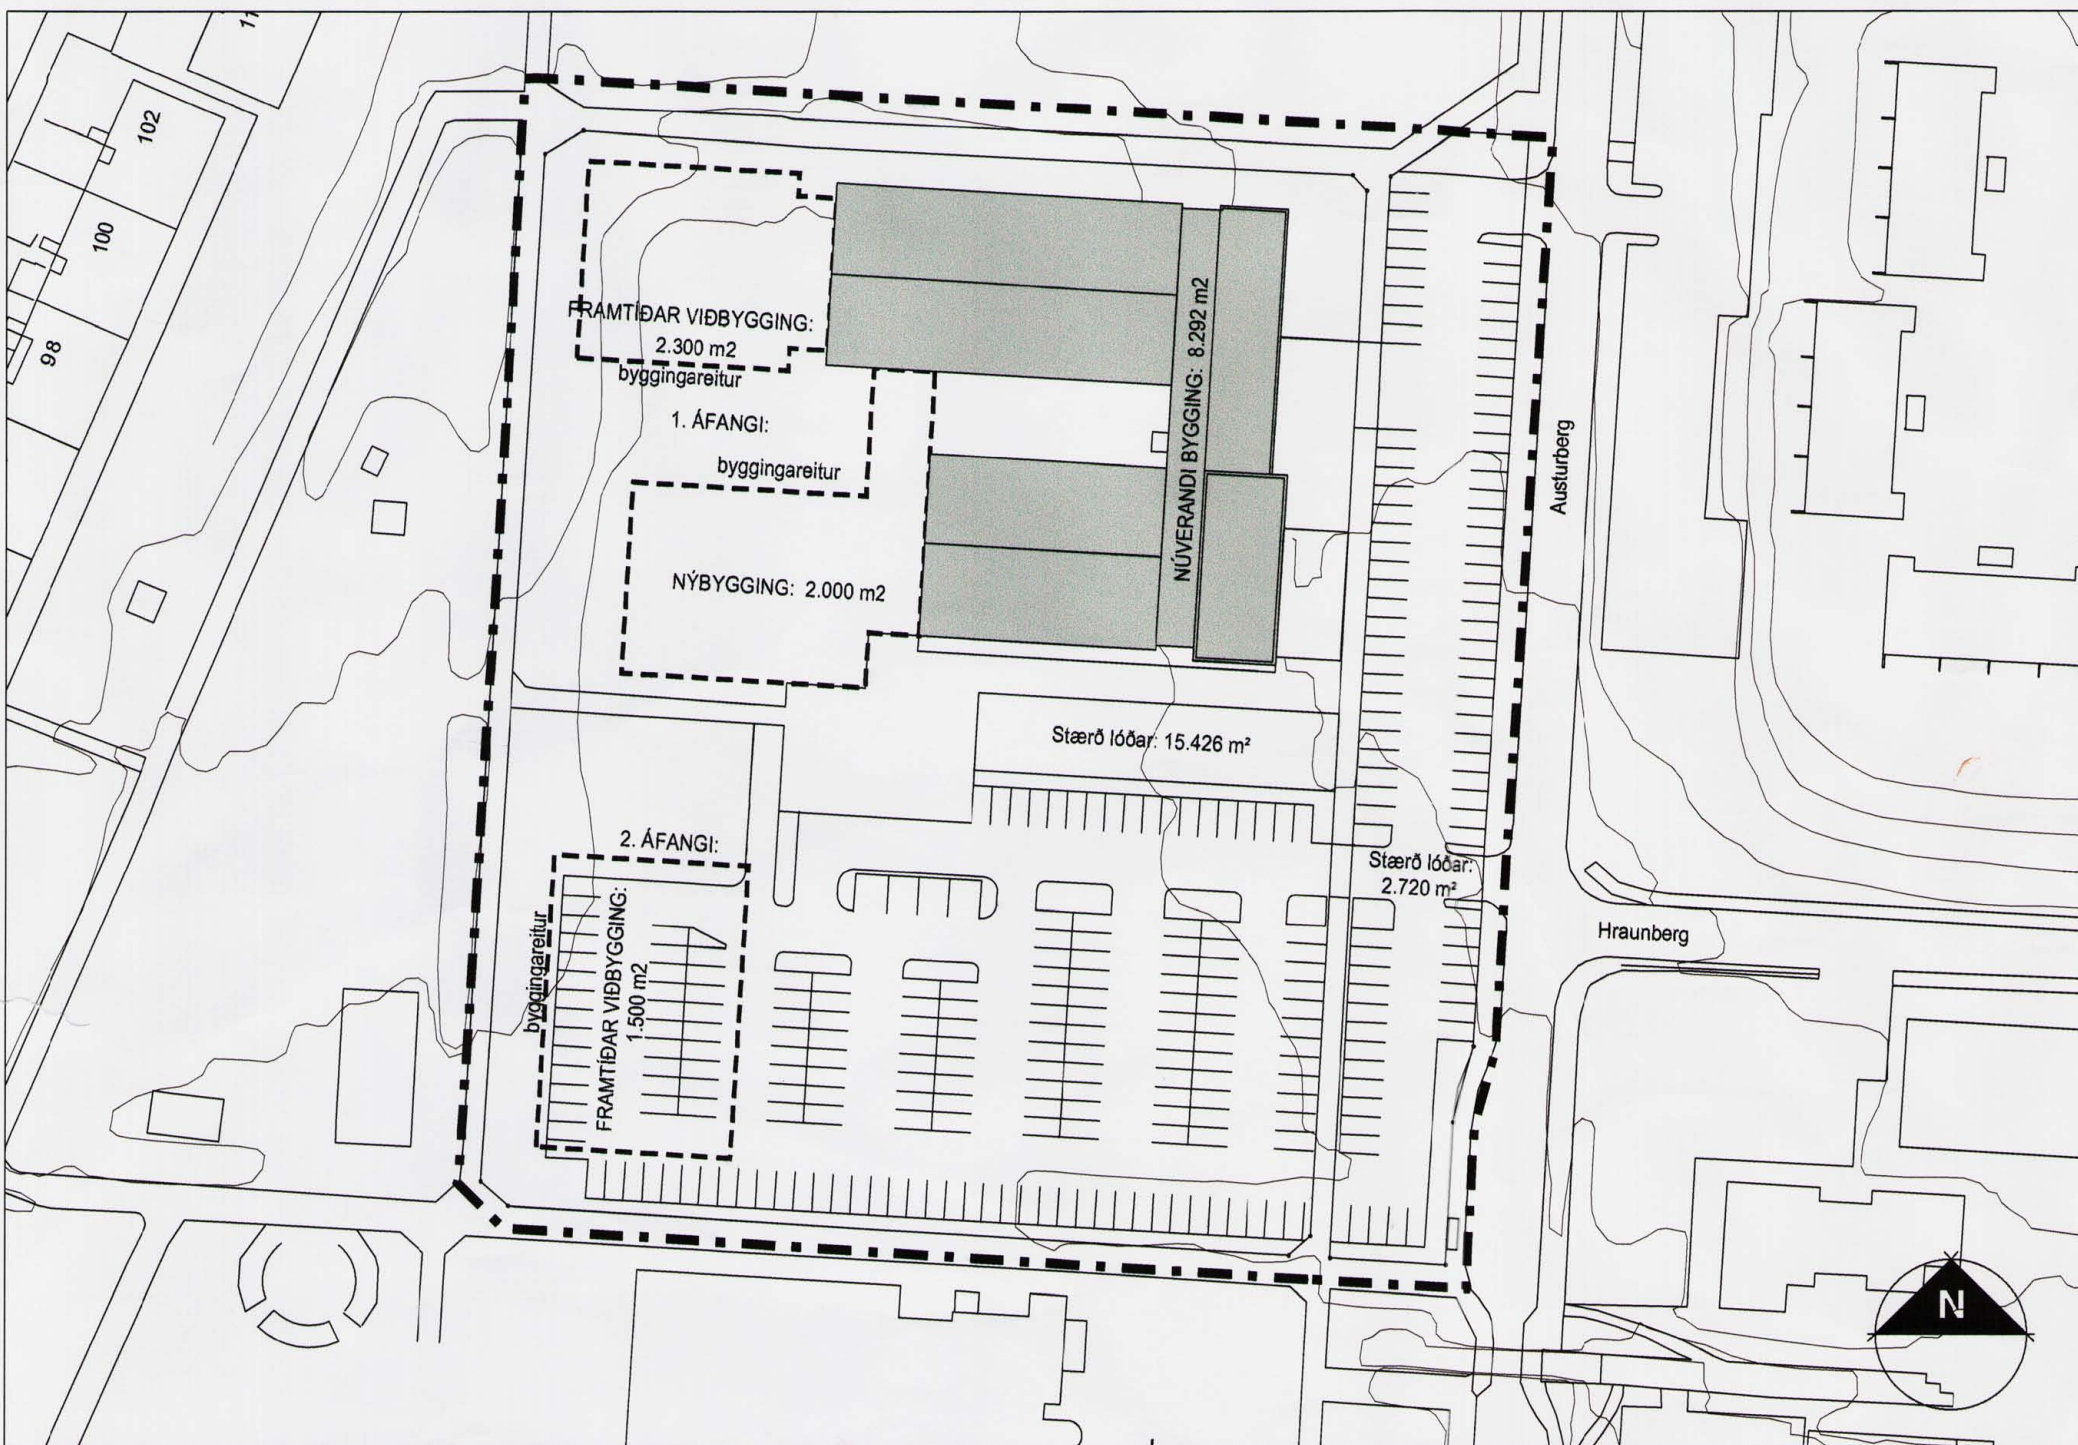 11
102
100
98
FRAMTÍÐAR VIÐBYGGING:
2.300 m2
byggingareitur
1. ÁFANGI:
byggingareitur
NÝBYGGING: 2.000 m2
NÚVERANDI BYGGING: 8.292 m2
Austurberg
Stærð lóðar: 15.426 m²
2. ÁFANGI:
byggingareitur
FRAMTÍÐAR VIÐBYGGING:
1.500 m2
Stærð lóðar:
2.720 m²
Hraunberg
N